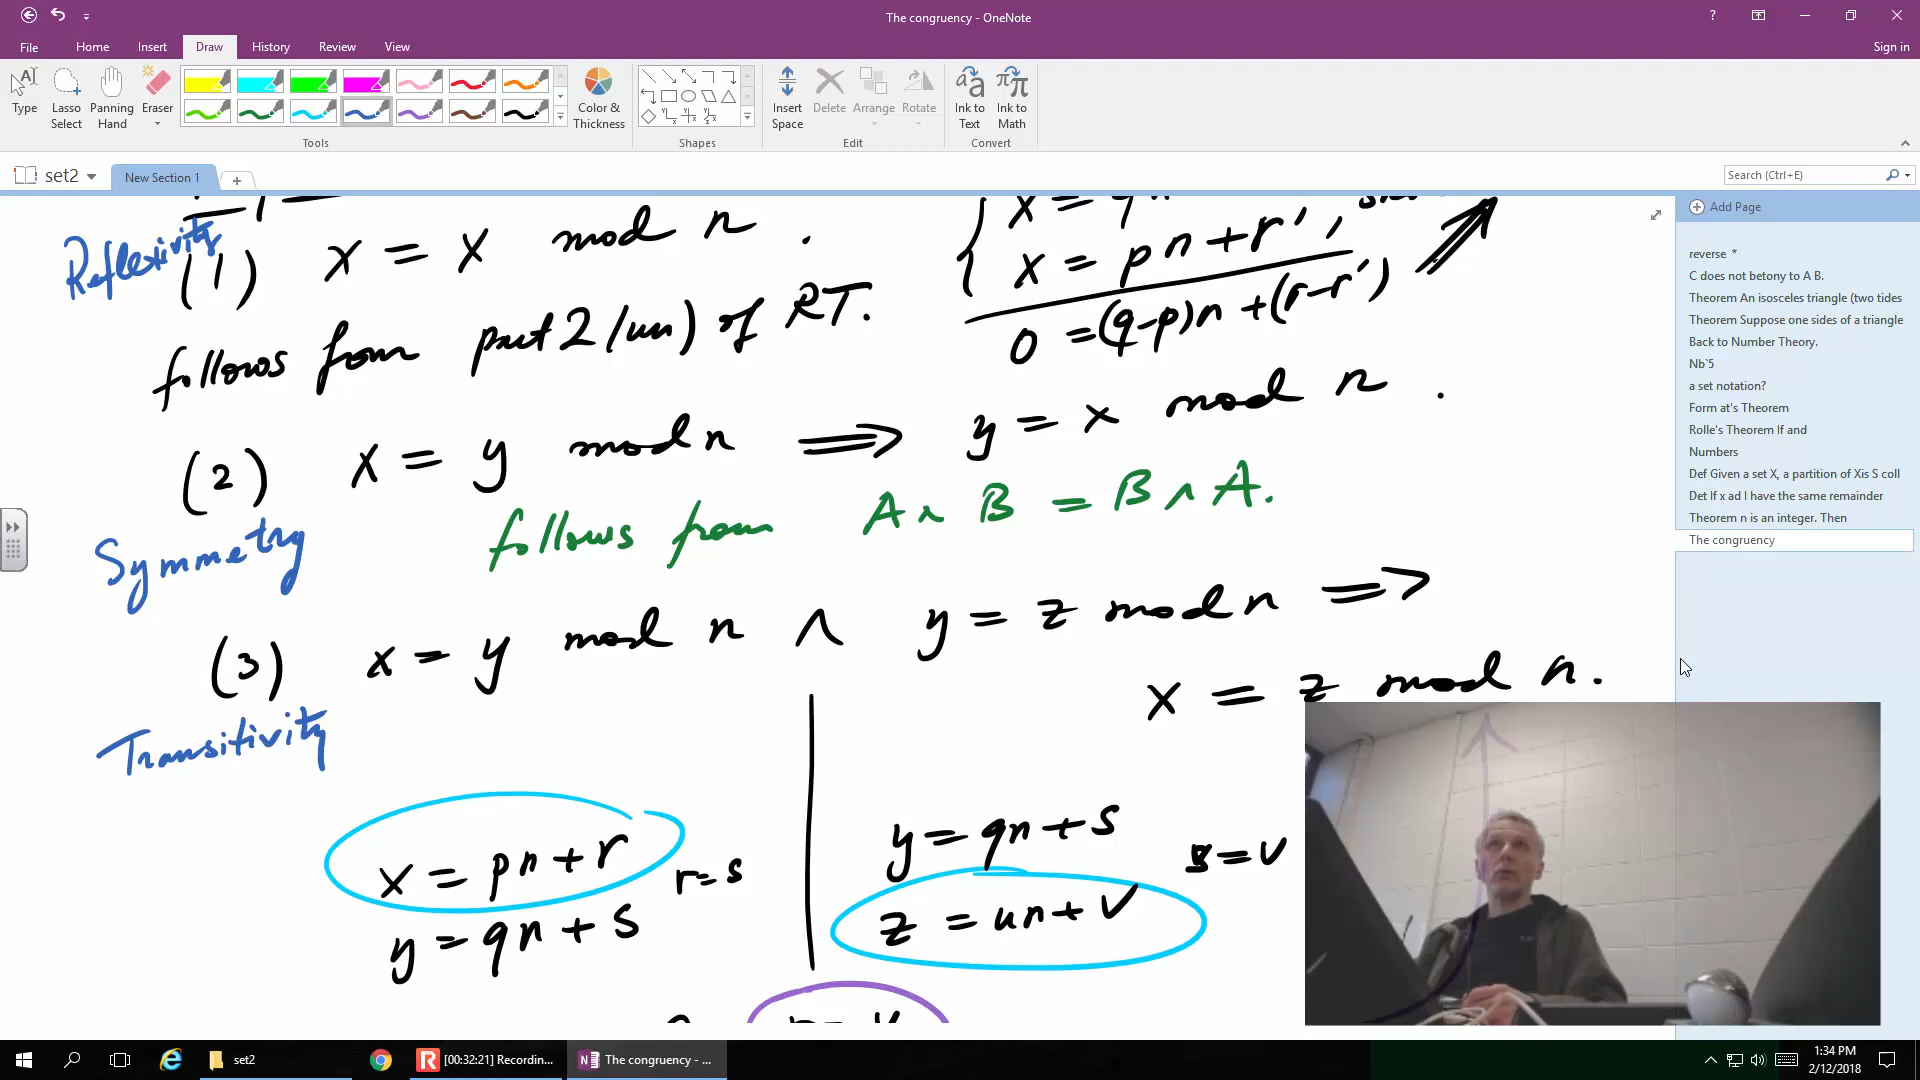 The congruency - OneNote
File Home Insert Draw History Review View
Sign in
Type
Lasso Select
Panning Hand
Eraser
Color & Thickness
Insert Space
Delete
Arrange
Rotate
Ink to Text
Ink to Math
Tools
Shapes
Edit
Convert
set2
New Section 1
Search (Ctrl+E)
Add Page
reverse *
C does not betony to A B.
Theorem An isosceles triangle (two tides
Theorem Suppose one sides of a triangle
Back to Number Theory.
Nb`5
a set notation?
Form at's Theorem
Rolle's Theorem If and
Numbers
Def Given a set X, a partition of Xis S coll
Det If x ad I have the same remainder
Theorem n is an integer. Then
The congruency
Reflexivity
(1) x = x mod n.
x = pn + r',
0 = (q-p)n + (r-r')
follows from part 2 (un) of RT.
(2) x = y mod n ⟹ y = x mod n.
follows from A ∧ B = B ∧ A.
Symmetry
(3) x = y mod n ∧ y = z mod n ⟹
x = z mod n.
Transitivity
x = pn + r
r = s
y = qn + s
y = qn + s
s = v
z = un + v
set2
[00:32:21] Recordin...
The congruency - ...
1:34 PM
2/12/2018